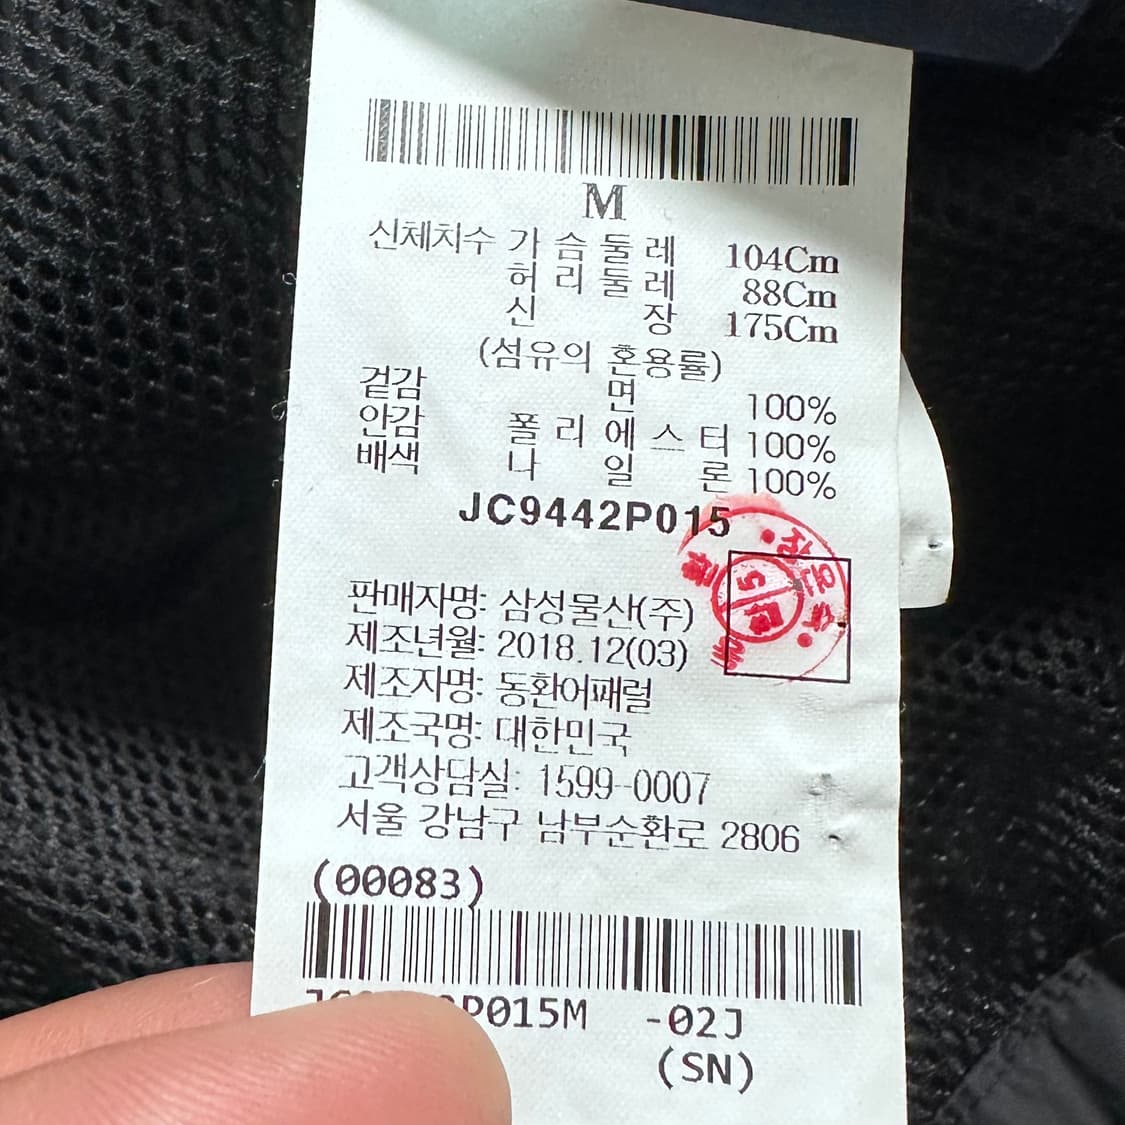 M
신체치수 가슴둘레 104Cm
허리둘레 88Cm
신 장 175Cm
(섬유의 혼용률)
겉감 면 100%
안감 폴리에스터 100%
배색 나일론 100%
JC9442P015
판매자명: 삼성물산(주)
제조년월: 2018.12(03)
제조자명: 동환어패럴
제조국명: 대한민국
고객상담실: 1599-0007
서울 강남구 남부순환로 2806
(00083)
P015M -02J
(SN)